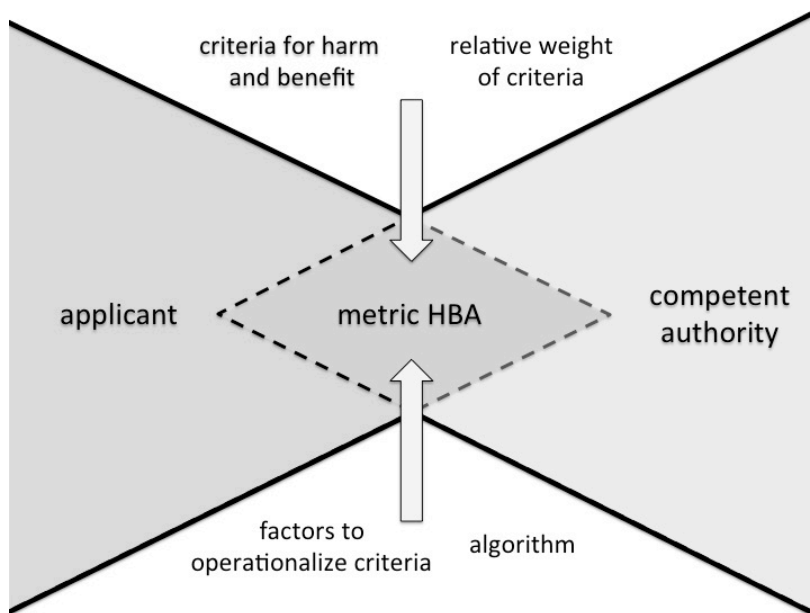 criteria for harm
and benefit
relative weight
of criteria
applicant
metric HBA
competent
authority
factors to
operationalize criteria
algorithm